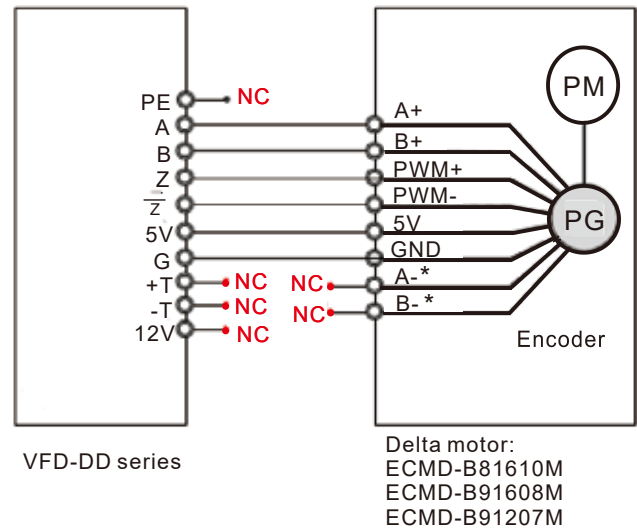 PE NC
A A+
B B+
Z PWM+
Z PWM-
5V 5V
G GND
+T NC NC A-*
-T NC NC B-*
12V NC
PM
PG
Encoder
VFD-DD series
Delta motor:
ECMD-B81610M
ECMD-B91608M
ECMD-B91207M